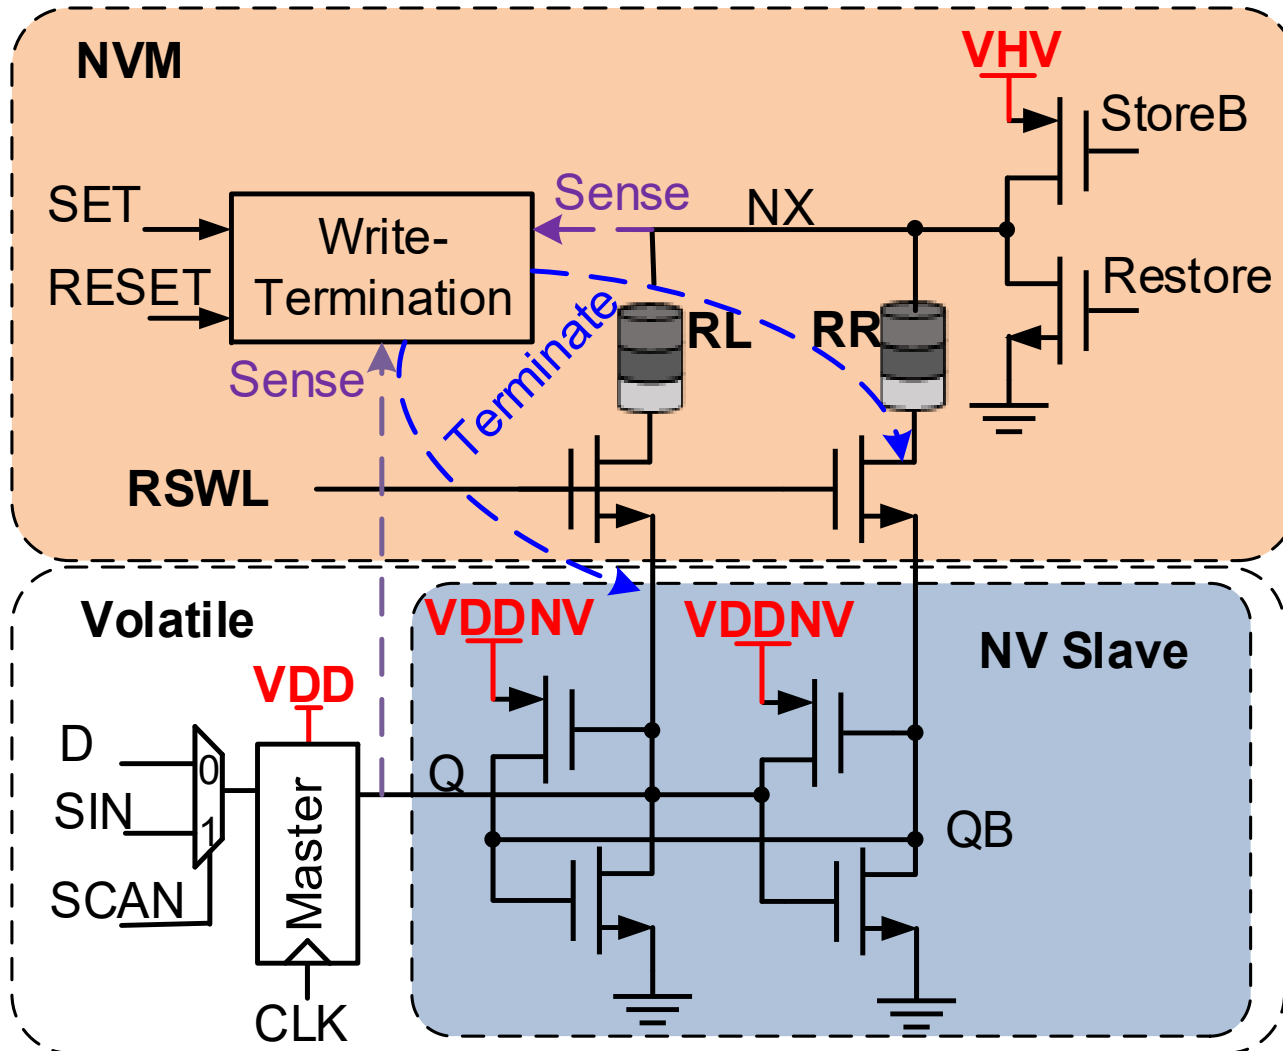 NVM
VHV
StoreB
SET
Sense
NX
Write-
Termination
RESET
Restore
RL
RR
Sense
Terminate
RSWL
Volatile
VDDNV
VDDNV
NV Slave
VDD
D
0
Q
SIN
1
Master
QB
SCAN
CLK